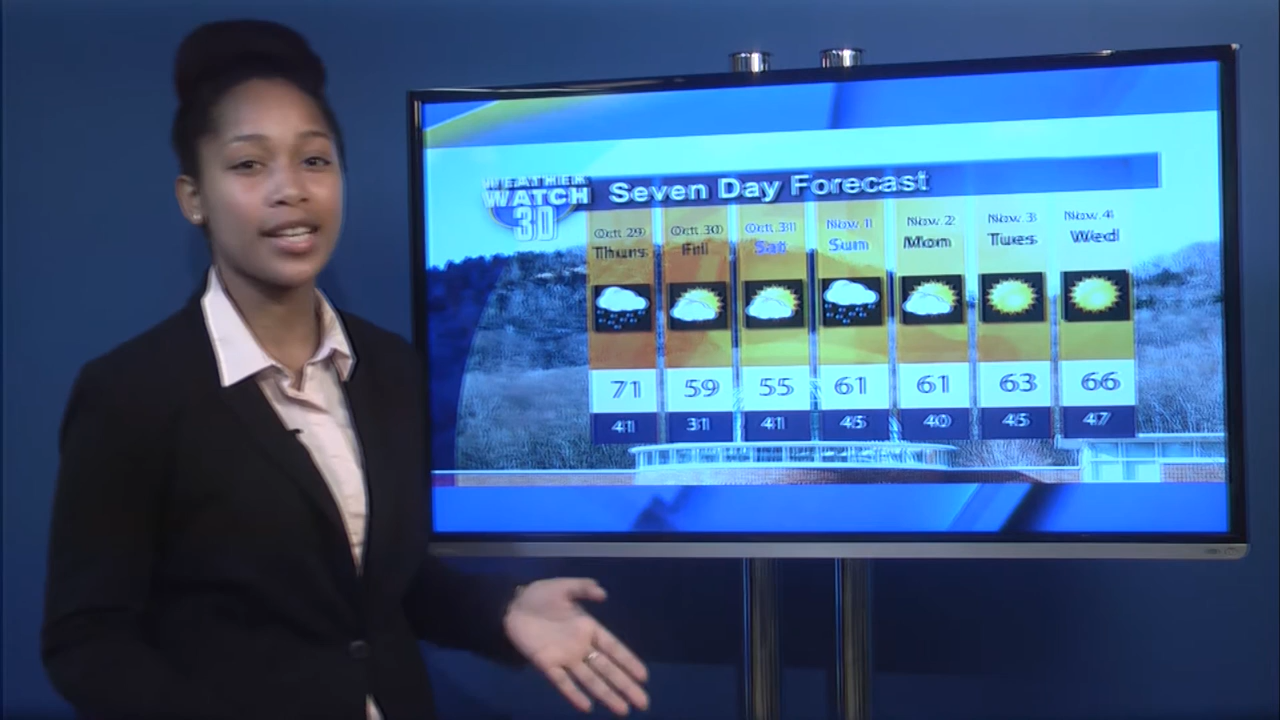 WEATHER
WATCH
3D
Seven Day Forecast
Oct. 29 Oct. 30 Oct. 31 Nov. 1 Nov. 2 Nov. 3 Nov. 4
Thurs Fri Sat Sun Mon Tues Wed
71 59 55 61 61 63 66
41 31 41 45 40 45 47